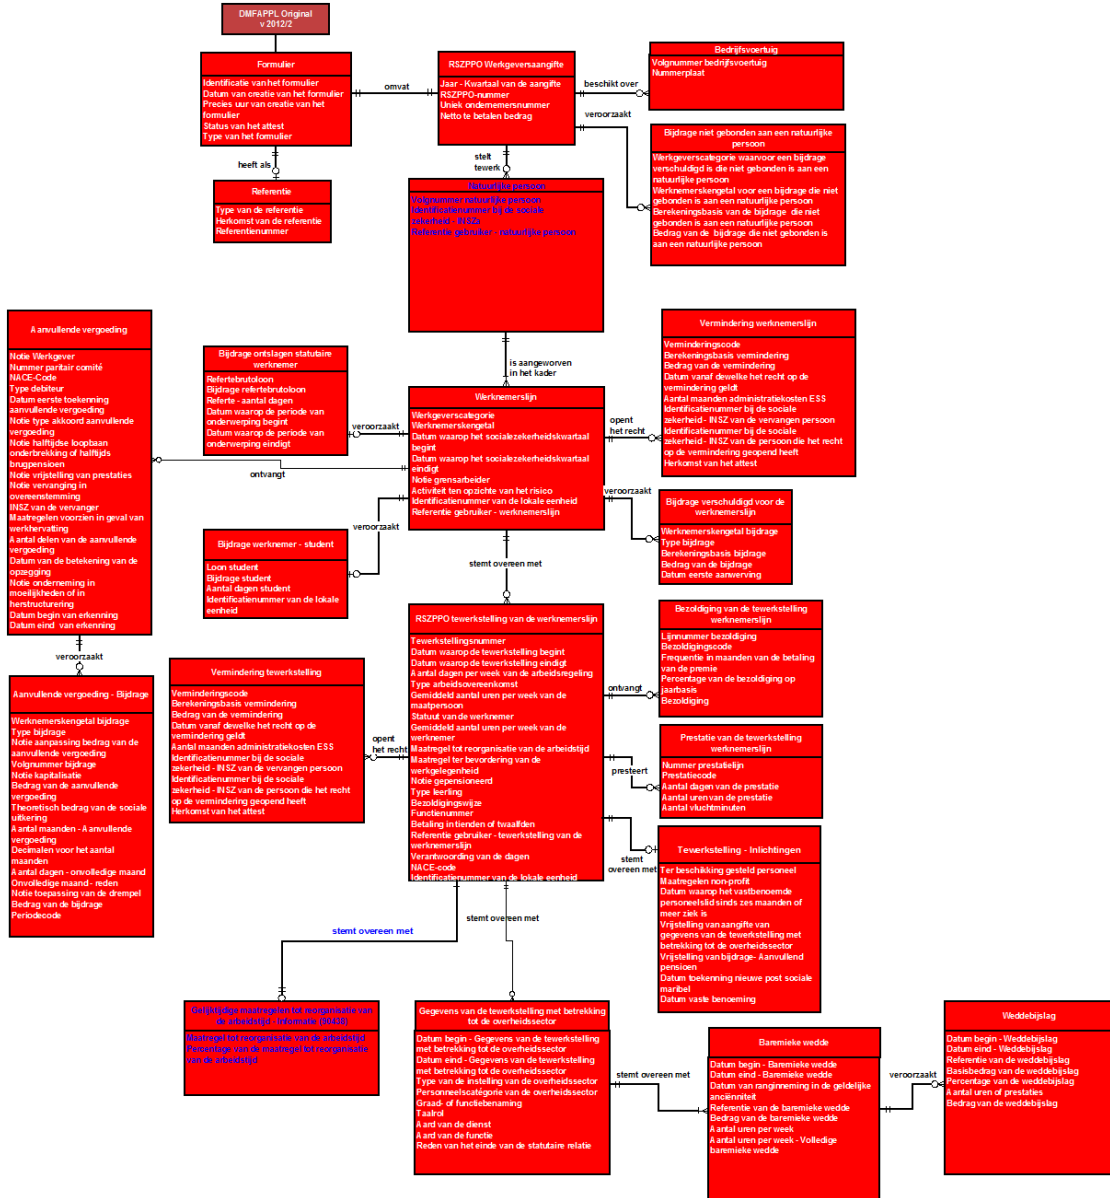 DMFAPPL Original
v 2012/2
Formulier
Identificatie van het formulier
Datum van creatie van het formulier
Precies uur van creatie van het
formulier
Status van het attest
Type van het formulier
omvat
RSZPPO Werkgeversaangifte
Jaar - Kwartaal van de aangifte
RSZPPO-nummer
Uniek ondernemersnummer
Netto te betalen bedrag
beschikt over
Bedrijfsvoertuig
Volgnummer bedrijfsvoertuig
Nummerplaat
veroorzaakt
Bijdrage niet gebonden aan een natuurlijke
persoon
Werkgeverscategorie waarvoor een bijdrage
verschuldigd is die niet gebonden is aan een
natuurlijke persoon
Werknemerskengetal voor een bijdrage die niet
gebonden is aan een natuurlijke persoon
Berekeningsbasis van de bijdrage die niet
gebonden is aan een natuurlijke persoon
Bedrag van de bijdrage die niet gebonden is
aan een natuurlijke persoon
heeft als
Referentie
Type van de referentie
Herkomst van de referentie
Referentienummer
stelt
tewerk
Natuurlijke persoon
Volgnummer natuurlijke persoon
Identificatienummer bij de sociale
zekerheid - INSZs
Referentie gebruiker - natuurlijke persoon
is aangeworven
in het kader
Aanvullende vergoeding
Notie Werkgever
Nummer paritair comité
NACE-Code
Type debiteur
Datum eerste toekenning
aanvullende vergoeding
Notie type akkoord aanvullende
vergoeding
Notie halftijdse loopbaan
onderbreking of halftijds
brugpensioen
Notie vrijstelling van prestaties
Notie vervanging in
overeenstemming
INSZ van de vervanger
Maatregelen voorzien in geval van
werkhervatting
Aantal delen van de aanvullende
vergoeding
Datum van de betekening van de
opzegging
Notie onderneming in
moeilijkheden of in
herstructurering
Datum begin van erkenning
Datum eind van erkenning
Bijdrage ontslagen statutaire
werknemer
Refertebrutoloon
Bijdrage refertebrutoloon
Referte - aantal dagen
Datum waarop de periode van
onderwerping begint
Datum waarop de periode van
onderwerping eindigt
veroorzaakt
ontvangt
Werknemerslijn
Werkgeverscategorie
Werknemerskengetal
Datum waarop het socialezekerheidskwartaal
begint
Datum waarop het socialezekerheidskwartaal
eindigt
Notie grensarbeider
Activiteit ten opzichte van het risico
Identificatienummer van de lokale eenheid
Referentie gebruiker - werknemerslijn
opent
het recht
Vermindering werknemerslijn
Verminderingscode
Berekeningsbasis vermindering
Bedrag van de vermindering
Datum vanaf dewelke het recht op de
vermindering geldt
Aantal maanden administratiekosten ESS
Identificatienummer bij de sociale
zekerheid - INSZ van de vervangen persoon
Identificatienummer bij de sociale
zekerheid - INSZ van de persoon die het recht
op de vermindering geopend heeft
Herkomst van het attest
veroorzaakt
Bijdrage verschuldigd voor de
werknemerslijn
Werknemerskengetal bijdrage
Type bijdrage
Berekeningsbasis bijdrage
Bedrag van de bijdrage
Datum eerste aanwerving
veroorzaakt
Bijdrage werknemer - student
Loon student
Bijdrage student
Aantal dagen student
Identificatienummer van de lokale
eenheid
stemt overeen met
veroorzaakt
Aanvullende vergoeding - Bijdrage
Werknemerskengetal bijdrage
Type bijdrage
Notie aanpassing bedrag van de
aanvullende vergoeding
Volgnummer bijdrage
Notie kapitalisatie
Bedrag van de aanvullende
vergoeding
Theoretisch bedrag van de sociale
uitkering
Aantal maanden - Aanvullende
vergoeding
Decimalen voor het aantal
maanden
Aantal dagen - onvolledige maand
Onvolledige maand - reden
Notie toepassing van de drempel
Bedrag van de bijdrage
Periodecode
Vermindering tewerkstelling
Verminderingscode
Berekeningsbasis vermindering
Bedrag van de vermindering
Datum vanaf dewelke het recht op de
vermindering geldt
Aantal maanden administratiekosten ESS
Identificatienummer bij de sociale
zekerheid - INSZ van de vervangen persoon
Identificatienummer bij de sociale
zekerheid - INSZ van de persoon die het recht
op de vermindering geopend heeft
Herkomst van het attest
opent
het recht
RSZPPO tewerkstelling van de werknemerslijn
Tewerkstellingsnummer
Datum waarop de tewerkstelling begint
Datum waarop de tewerkstelling eindigt
Aantal dagen per week van de arbeidsregeling
Type arbeidsovereenkomst
Gemiddeld aantal uren per week van de
maatpersoon
Statuut van de werknemer
Gemiddeld aantal uren per week van de
werknemer
Maatregel tot reorganisatie van de arbeidstijd
Maatregel ter bevordering van de
werkgelegenheid
Notie gepensioneerd
Type leerling
Bezoldigingswijze
Functienummer
Betaling in tienden of twaalfden
Referentie gebruiker - tewerkstelling van de
werknemerslijn
Verantwoording van de dagen
NACE-code
Identificatienummer van de lokale eenheid
ontvangt
Bezoldiging van de tewerkstelling
werknemerslijn
Lijnnummer bezoldiging
Bezoldigingscode
Frequentie in maanden van de betaling
van de premie
Percentage van de bezoldiging op
jaarbasis
Bezoldiging
presteert
Prestatie van de tewerkstelling
werknemerslijn
Nummer prestatielijn
Prestatiecode
Aantal dagen van de prestatie
Aantal uren van de prestatie
Aantal vluchtminuten
stemt
overeen met
Tewerkstelling - Inlichtingen
Ter beschikking gesteld personeel
Maatregelen non-profit
Datum waarop het vastbenoemde
personeelslid sinds zes maanden of
meer ziek is
Vrijstelling van aangifte van
gegevens van de tewerkstelling met
betrekking tot de overheidssector
Vrijstelling van bijdrage- Aanvullend
pensioen
Datum toekenning nieuwe post sociale
maribel
Datum vaste benoeming
stemt overeen met
stemt overeen met
Gelijktijdige maatregelen tot reorganisatie van
de arbeidstijd - Informatie (90438)
Maatregel tot reorganisatie van de arbeidstijd
Percentage van de maatregel tot reorganisatie
van de arbeidstijd
Gegevens van de tewerkstelling met betrekking
tot de overheidssector
Datum begin - Gegevens van de tewerkstelling
met betrekking tot de overheidssector
Datum eind - Gegevens van de tewerkstelling
met betrekking tot de overheidssector
Type van de instelling van de overheidssector
Personeelscatégorie van de overheidssector
Graad- of functiebenaming
Taalrol
Aard van de dienst
Aard van de functie
Reden van het einde van de statutaire relatie
stemt overeen met
Baremieke wedde
Datum begin - Baremieke wedde
Datum eind - Baremieke wedde
Datum van ranginneming in de geldelijke
anciënniteit
Referentie van de baremieke wedde
Bedrag van de baremieke wedde
Aantal uren per week
Aantal uren per week - Volledige
baremieke wedde
veroorzaakt
Weddebijslag
Datum begin - Weddebijslag
Datum eind - Weddebijslag
Referentie van de weddebijslag
Basisbedrag van de weddebijslag
Percentage van de weddebijslag
Aantal uren of prestaties
Bedrag van de weddebijslag